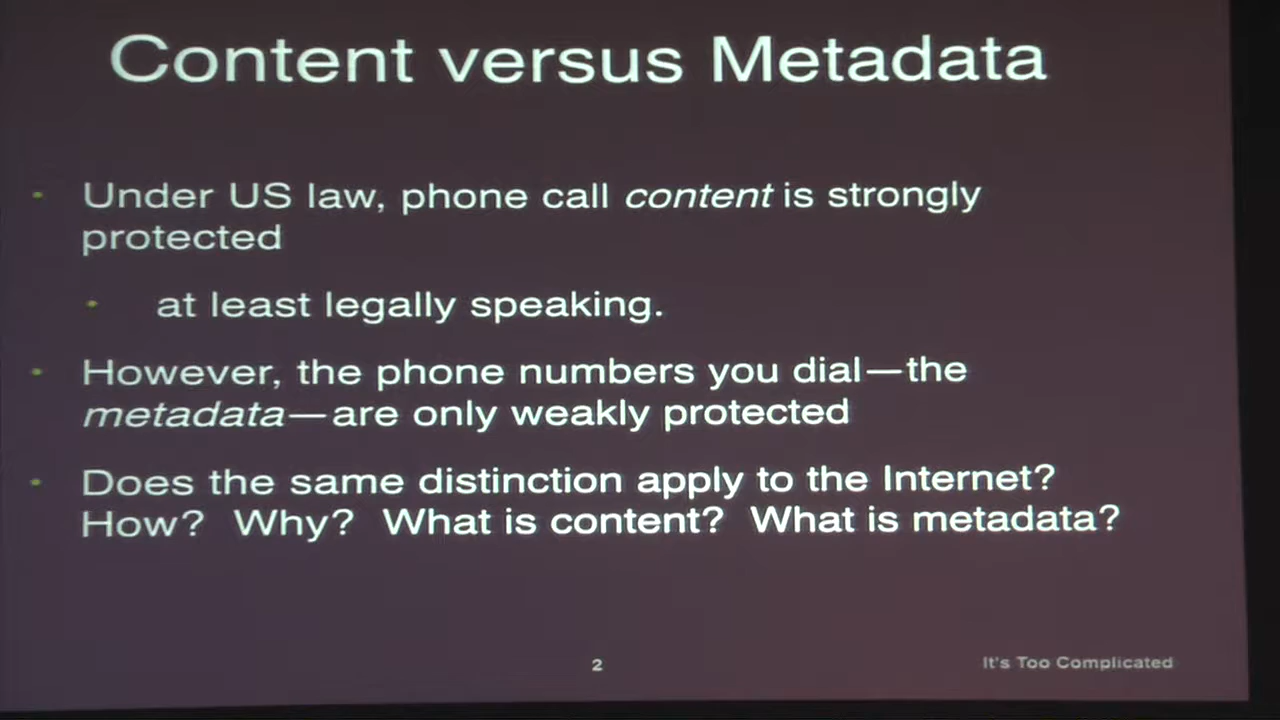 Content versus Metadata
• Under US law, phone call content is strongly
protected
• at least legally speaking.
• However, the phone numbers you dial—the
metadata—are only weakly protected
• Does the same distinction apply to the Internet?
How? Why? What is content? What is metadata?
2
It's Too Complicated